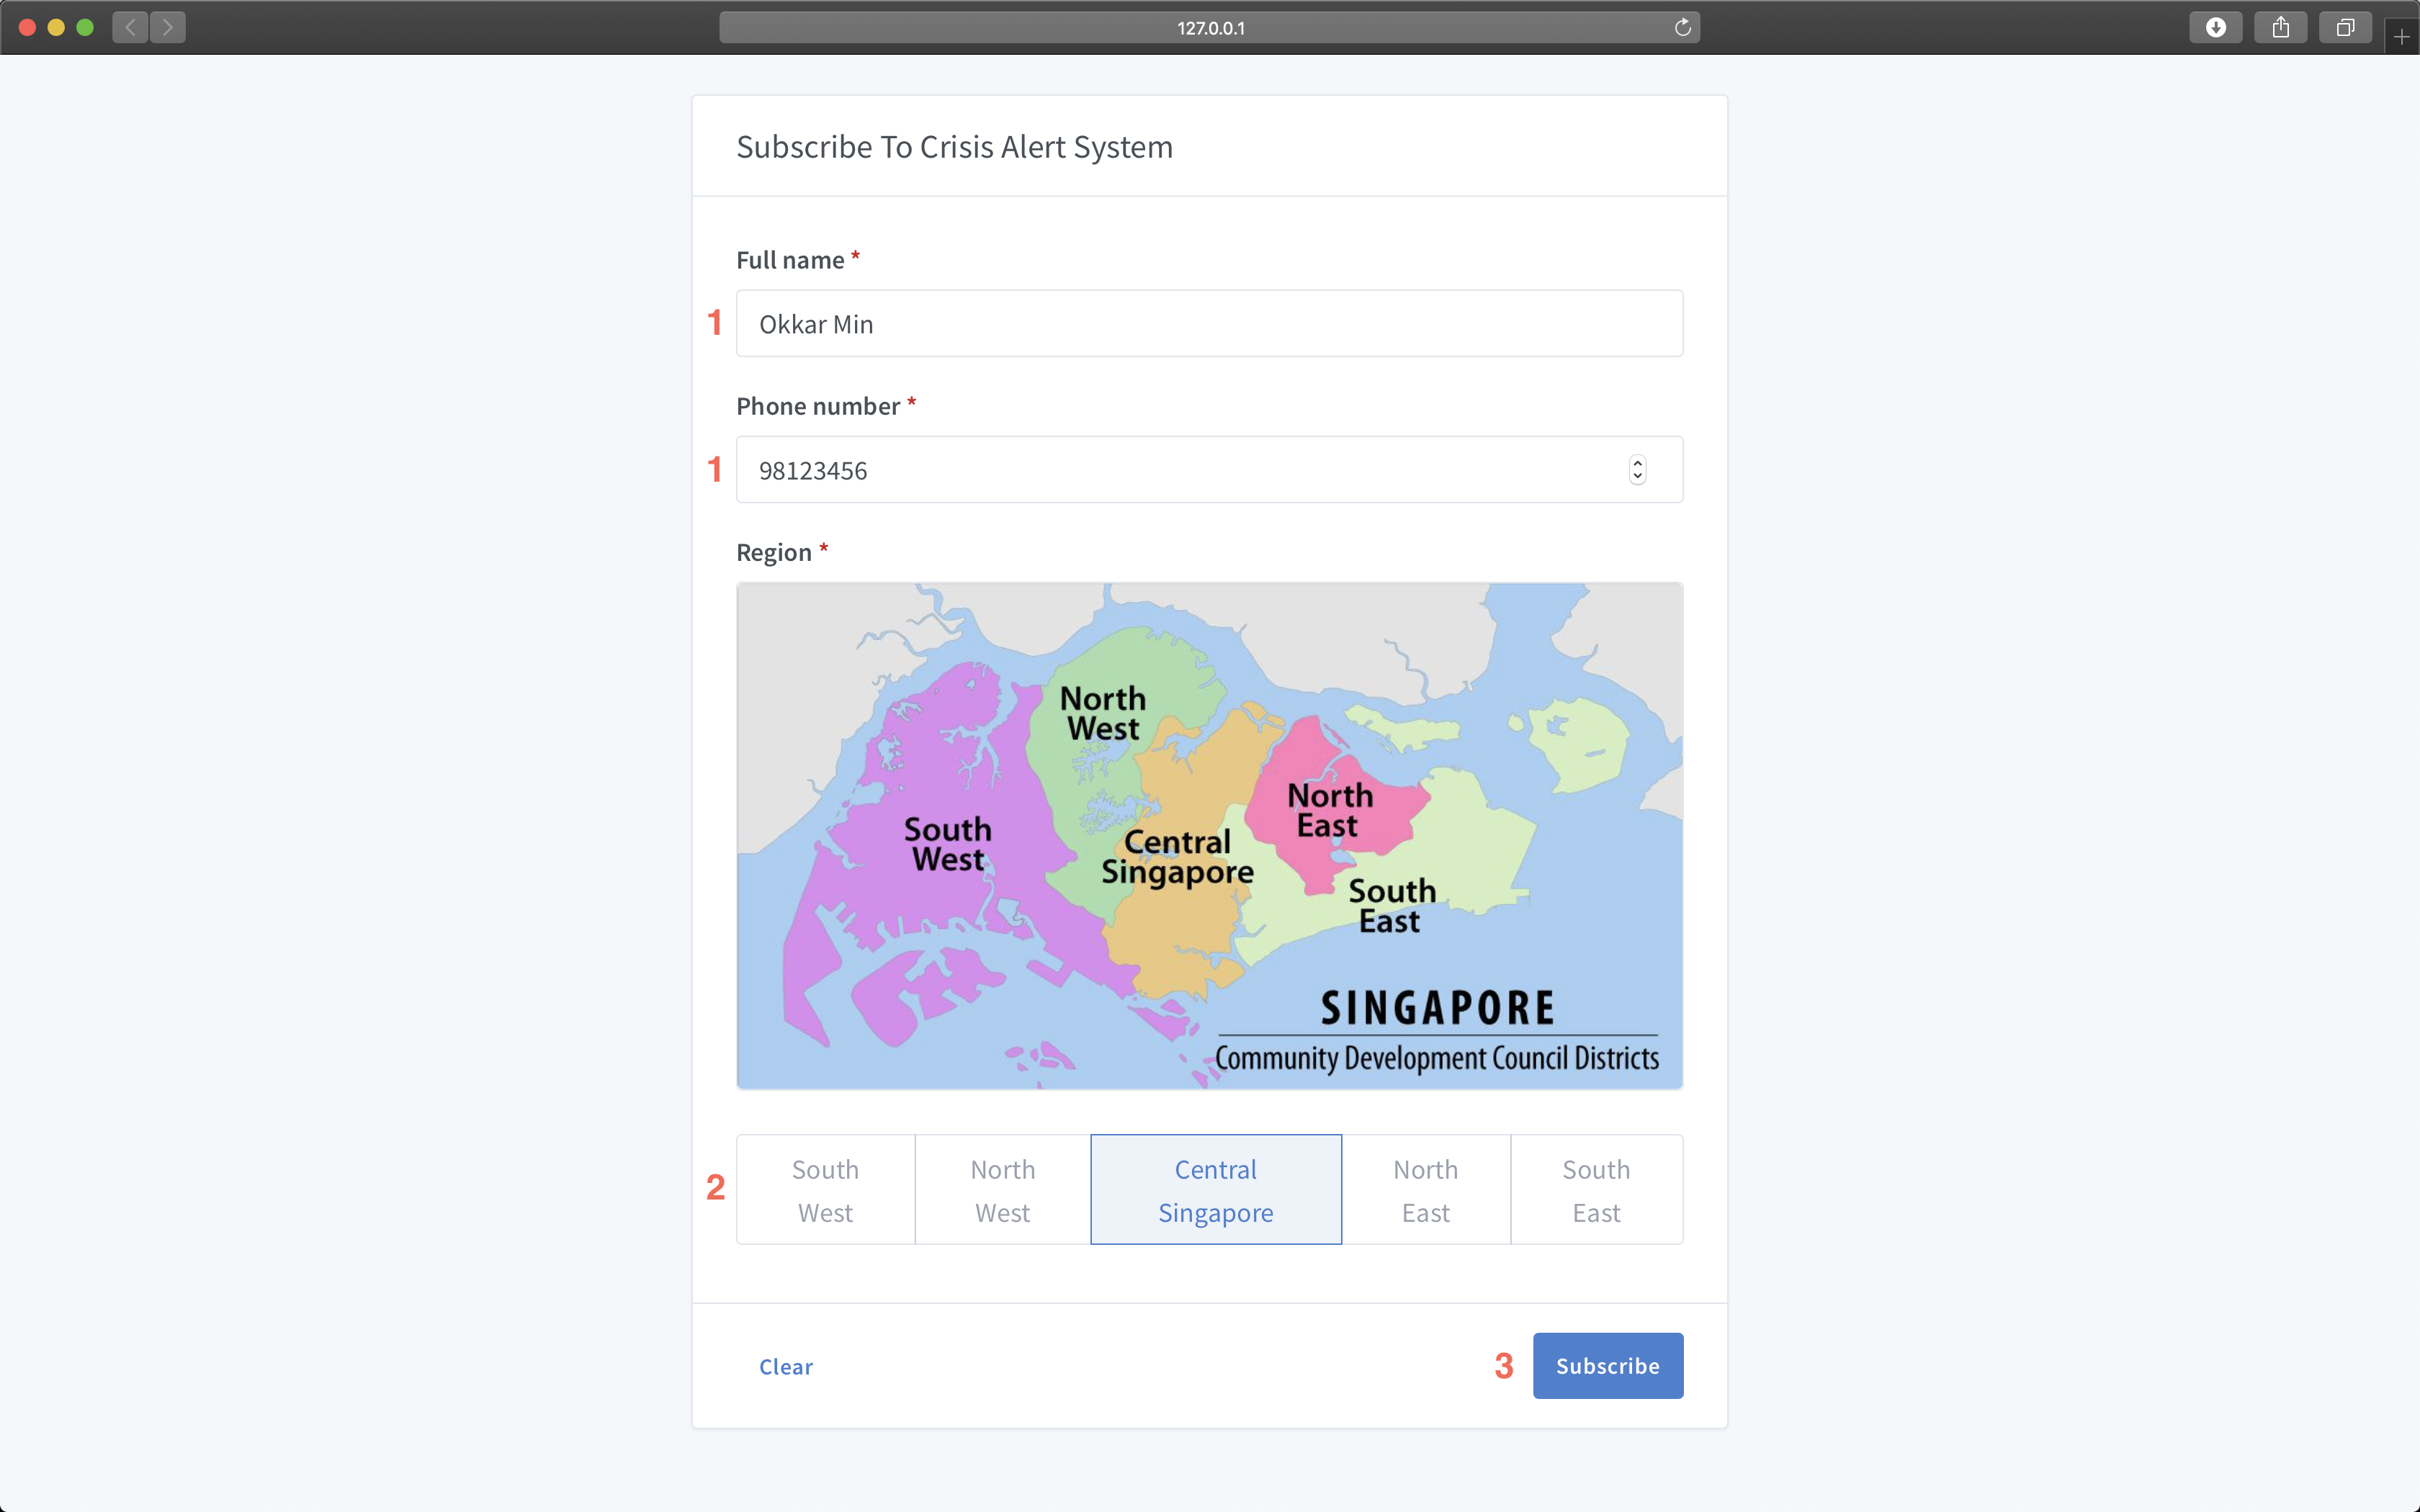 127.0.0.1
Subscribe To Crisis Alert System
Full name *
1
Okkar Min
Phone number *
1
98123456
Region *
North
West
North
East
South
West
Central
Singapore
South
East
SINGAPORE
Community Development Council Districts
2
South
West
North
West
Central
Singapore
North
East
South
East
Clear
3
Subscribe